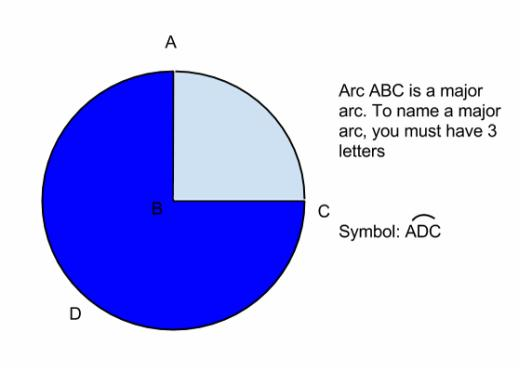 A
Arc ABC is a major
arc. To name a major
arc, you must have 3
letters
B
C
Symbol: ADC
D